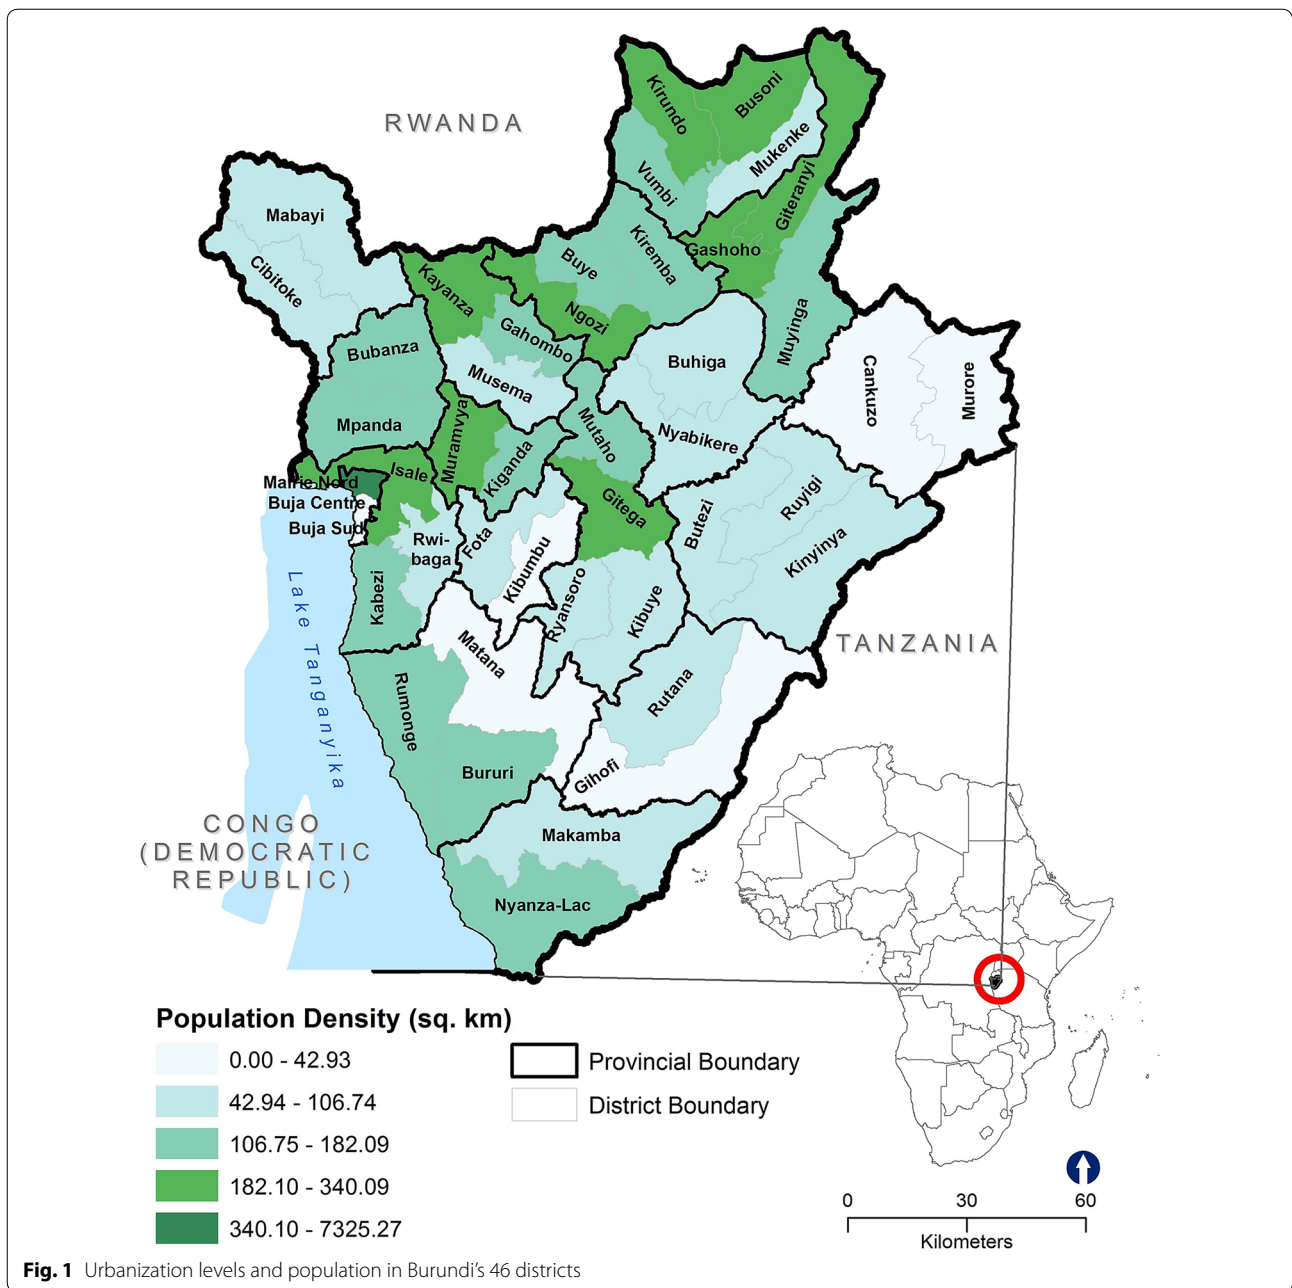 RWANDA
Kirundo
Busoni
Mukenke
Vumbi
Giteranyi
Gashoho
Kiremba
Buye
Mabayi
Cibitoke
Kayanza
Ngozi
Gahombo
Muyinga
Bubanza
Musema
Buhiga
Cankuzo
Murore
Mpanda
Muramvya
Mutaho
Nyabikere
Kiganda
Isale
Mairie Nord
Buja Centre
Buja Sud
Gitega
Butezi
Ruyigi
Kinyinya
Rwi-
baga
Fota
Kibumbu
Kabezi
Ryansoro
Kibuye
Lake Tanganyika
TANZANIA
Matana
Rutana
Rumonge
Bururi
Gihofi
CONGO
(DEMOCRATIC
REPUBLIC)
Makamba
Nyanza-Lac
Population Density (sq. km)
0.00 - 42.93
42.94 - 106.74
106.75 - 182.09
182.10 - 340.09
340.10 - 7325.27
Provincial Boundary
District Boundary
0 30 60
Kilometers
Fig. 1 Urbanization levels and population in Burundi's 46 districts